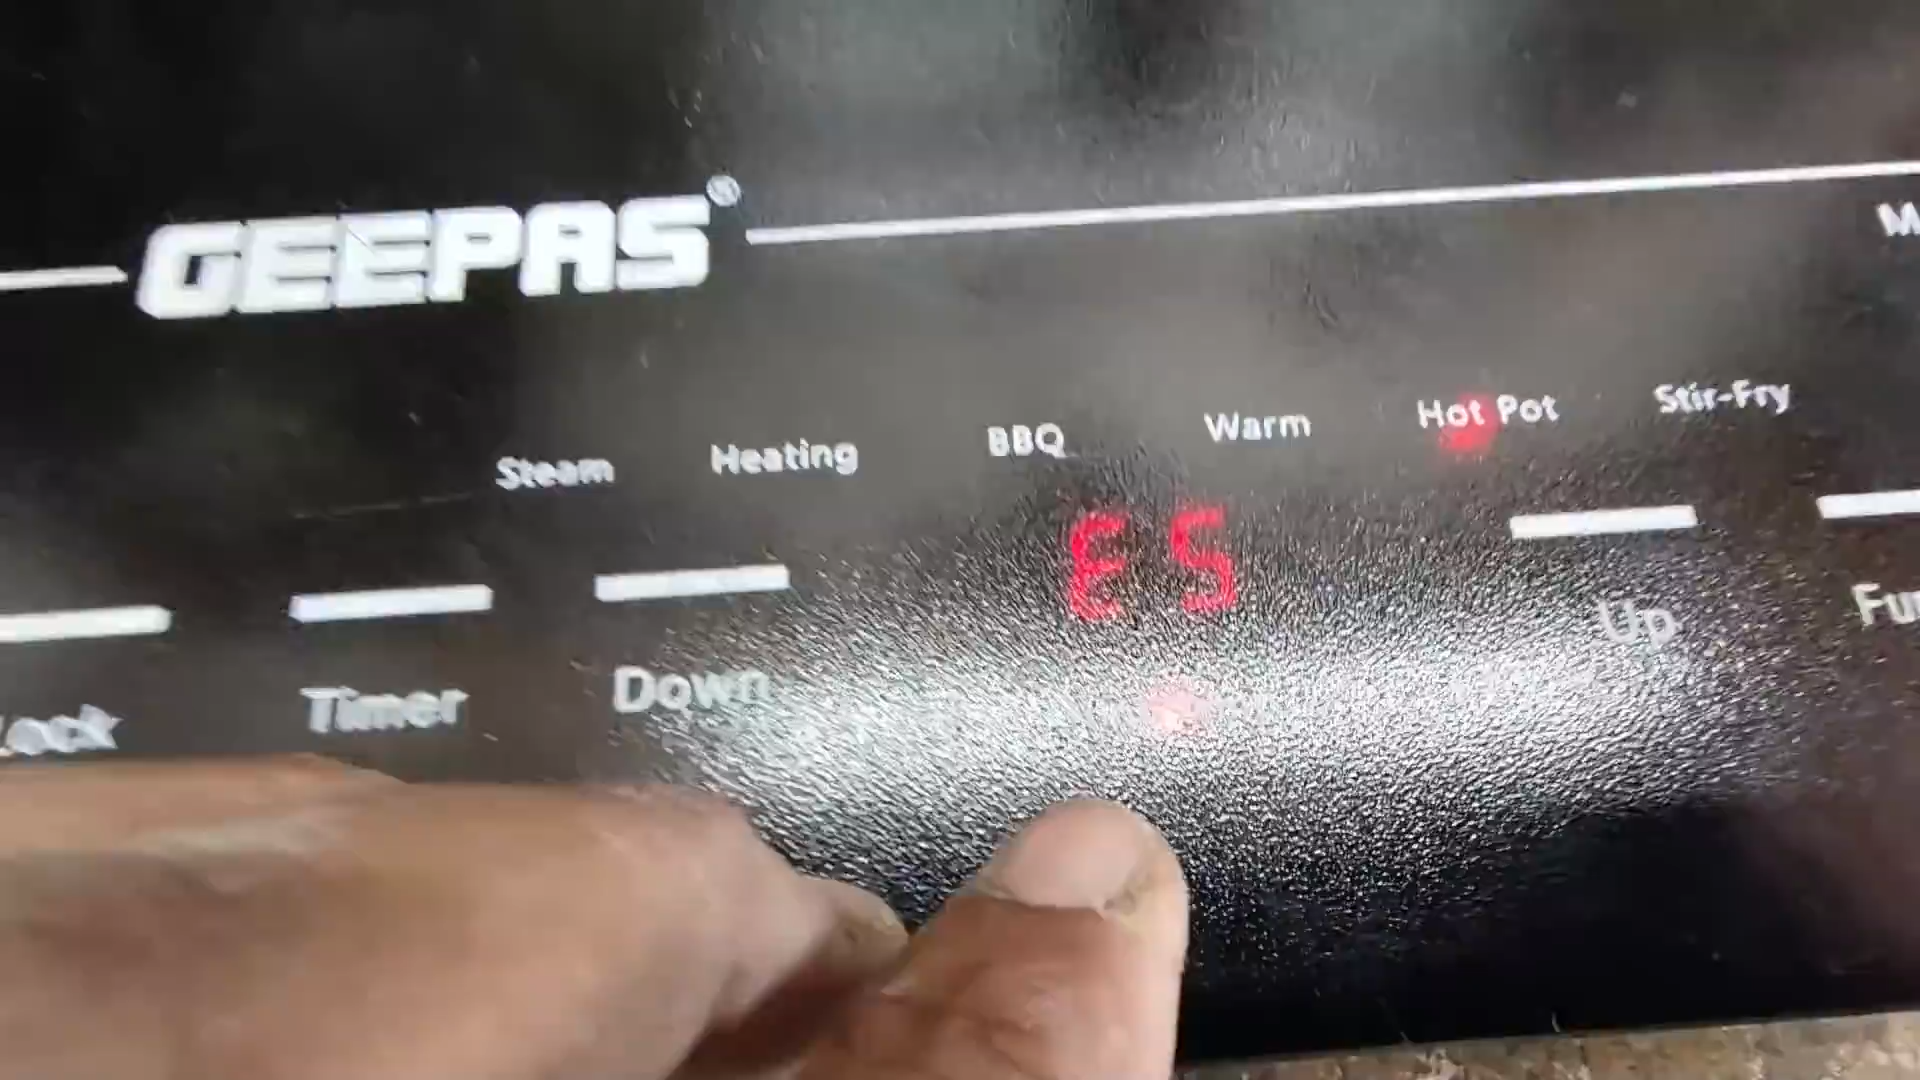 GEEPAS®
Steam Heating BBQ Warm Hot Pot Stir-Fry
E5
Timer Down Up